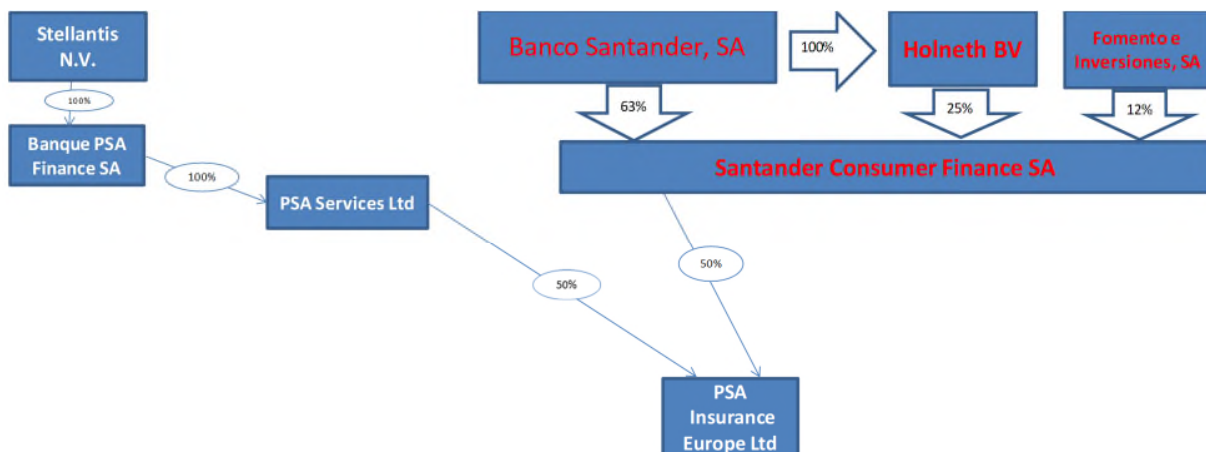 Stellantis
N.V.
100%
Banque PSA
Finance SA
100%
PSA Services Ltd
50%
Banco Santander, SA
100%
Holneth BV
Fomento e
Inversiones, SA
63%
25%
12%
Santander Consumer Finance SA
50%
PSA
Insurance
Europe Ltd